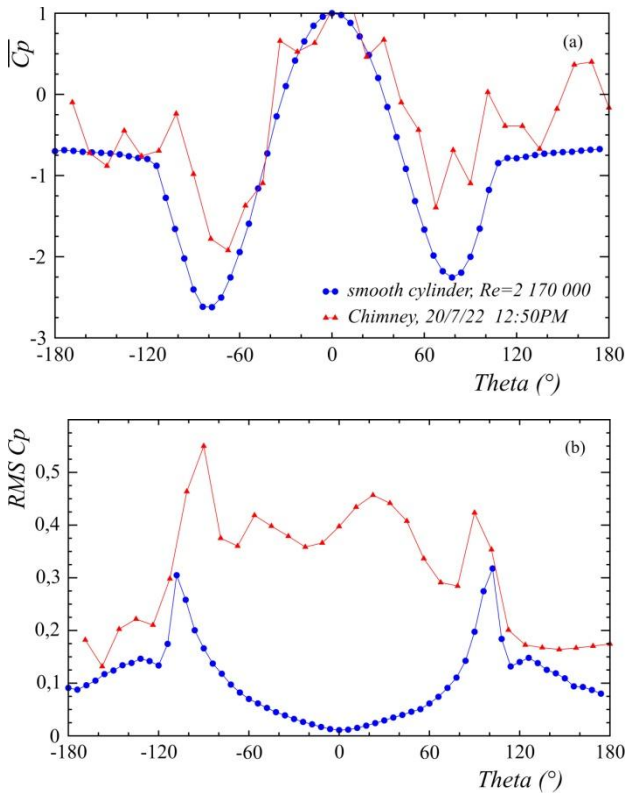 1
(a)
Cp
0
-1
-2
smooth cylinder, Re=2 170 000
Chimney, 20/7/22 12:50PM
-3
-180 -120 -60 0 60 120 180
Theta (°)
(b)
RMS Cp
0,5
0,4
0,3
0,2
0,1
0
-180 -120 -60 0 60 120 180
Theta (°)